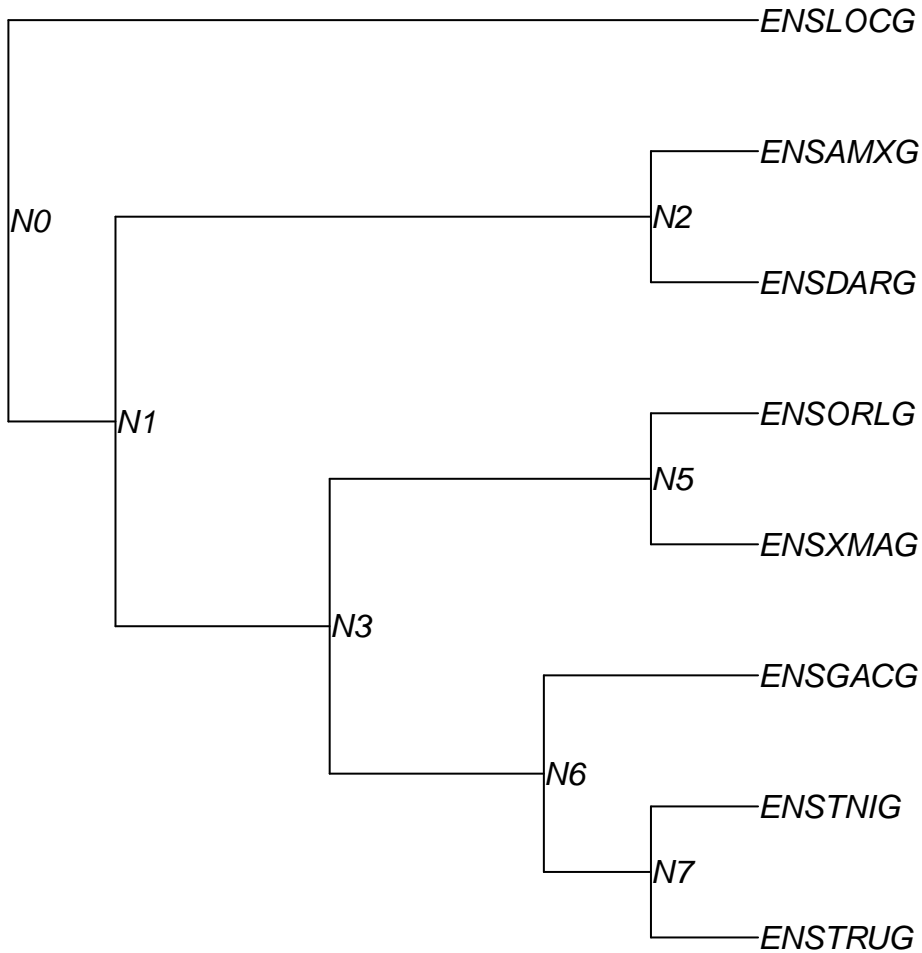 ENSLOCG
ENSAMXG
N0
N2
ENSDARG
ENSORLG
N1
N5
ENSXMAG
N3
ENSGACG
N6
ENSTNIG
N7
ENSTRUG